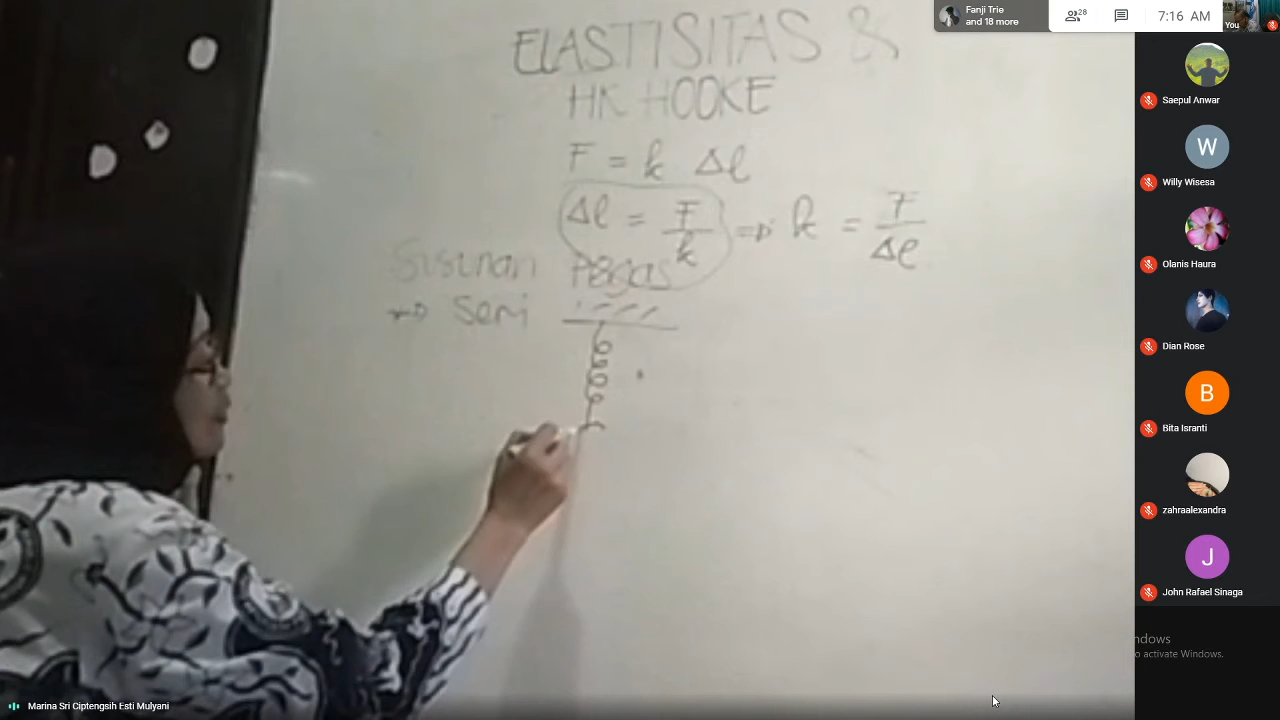 Fanji Trie
and 18 more
28
7:16 AM
You
ELASTISITAS &
HK HOOKE
F = k Δl
Δl = F/k => k = F/Δl
Susunan Pegas
→ Seri
Saepul Anwar
W
Willy Wisesa
Olanis Haura
Dian Rose
B
Bita Isranti
zahraalexandra
J
John Rafael Sinaga
ndows
o activate Windows.
Marina Sri Ciptengsih Esti Mulyani